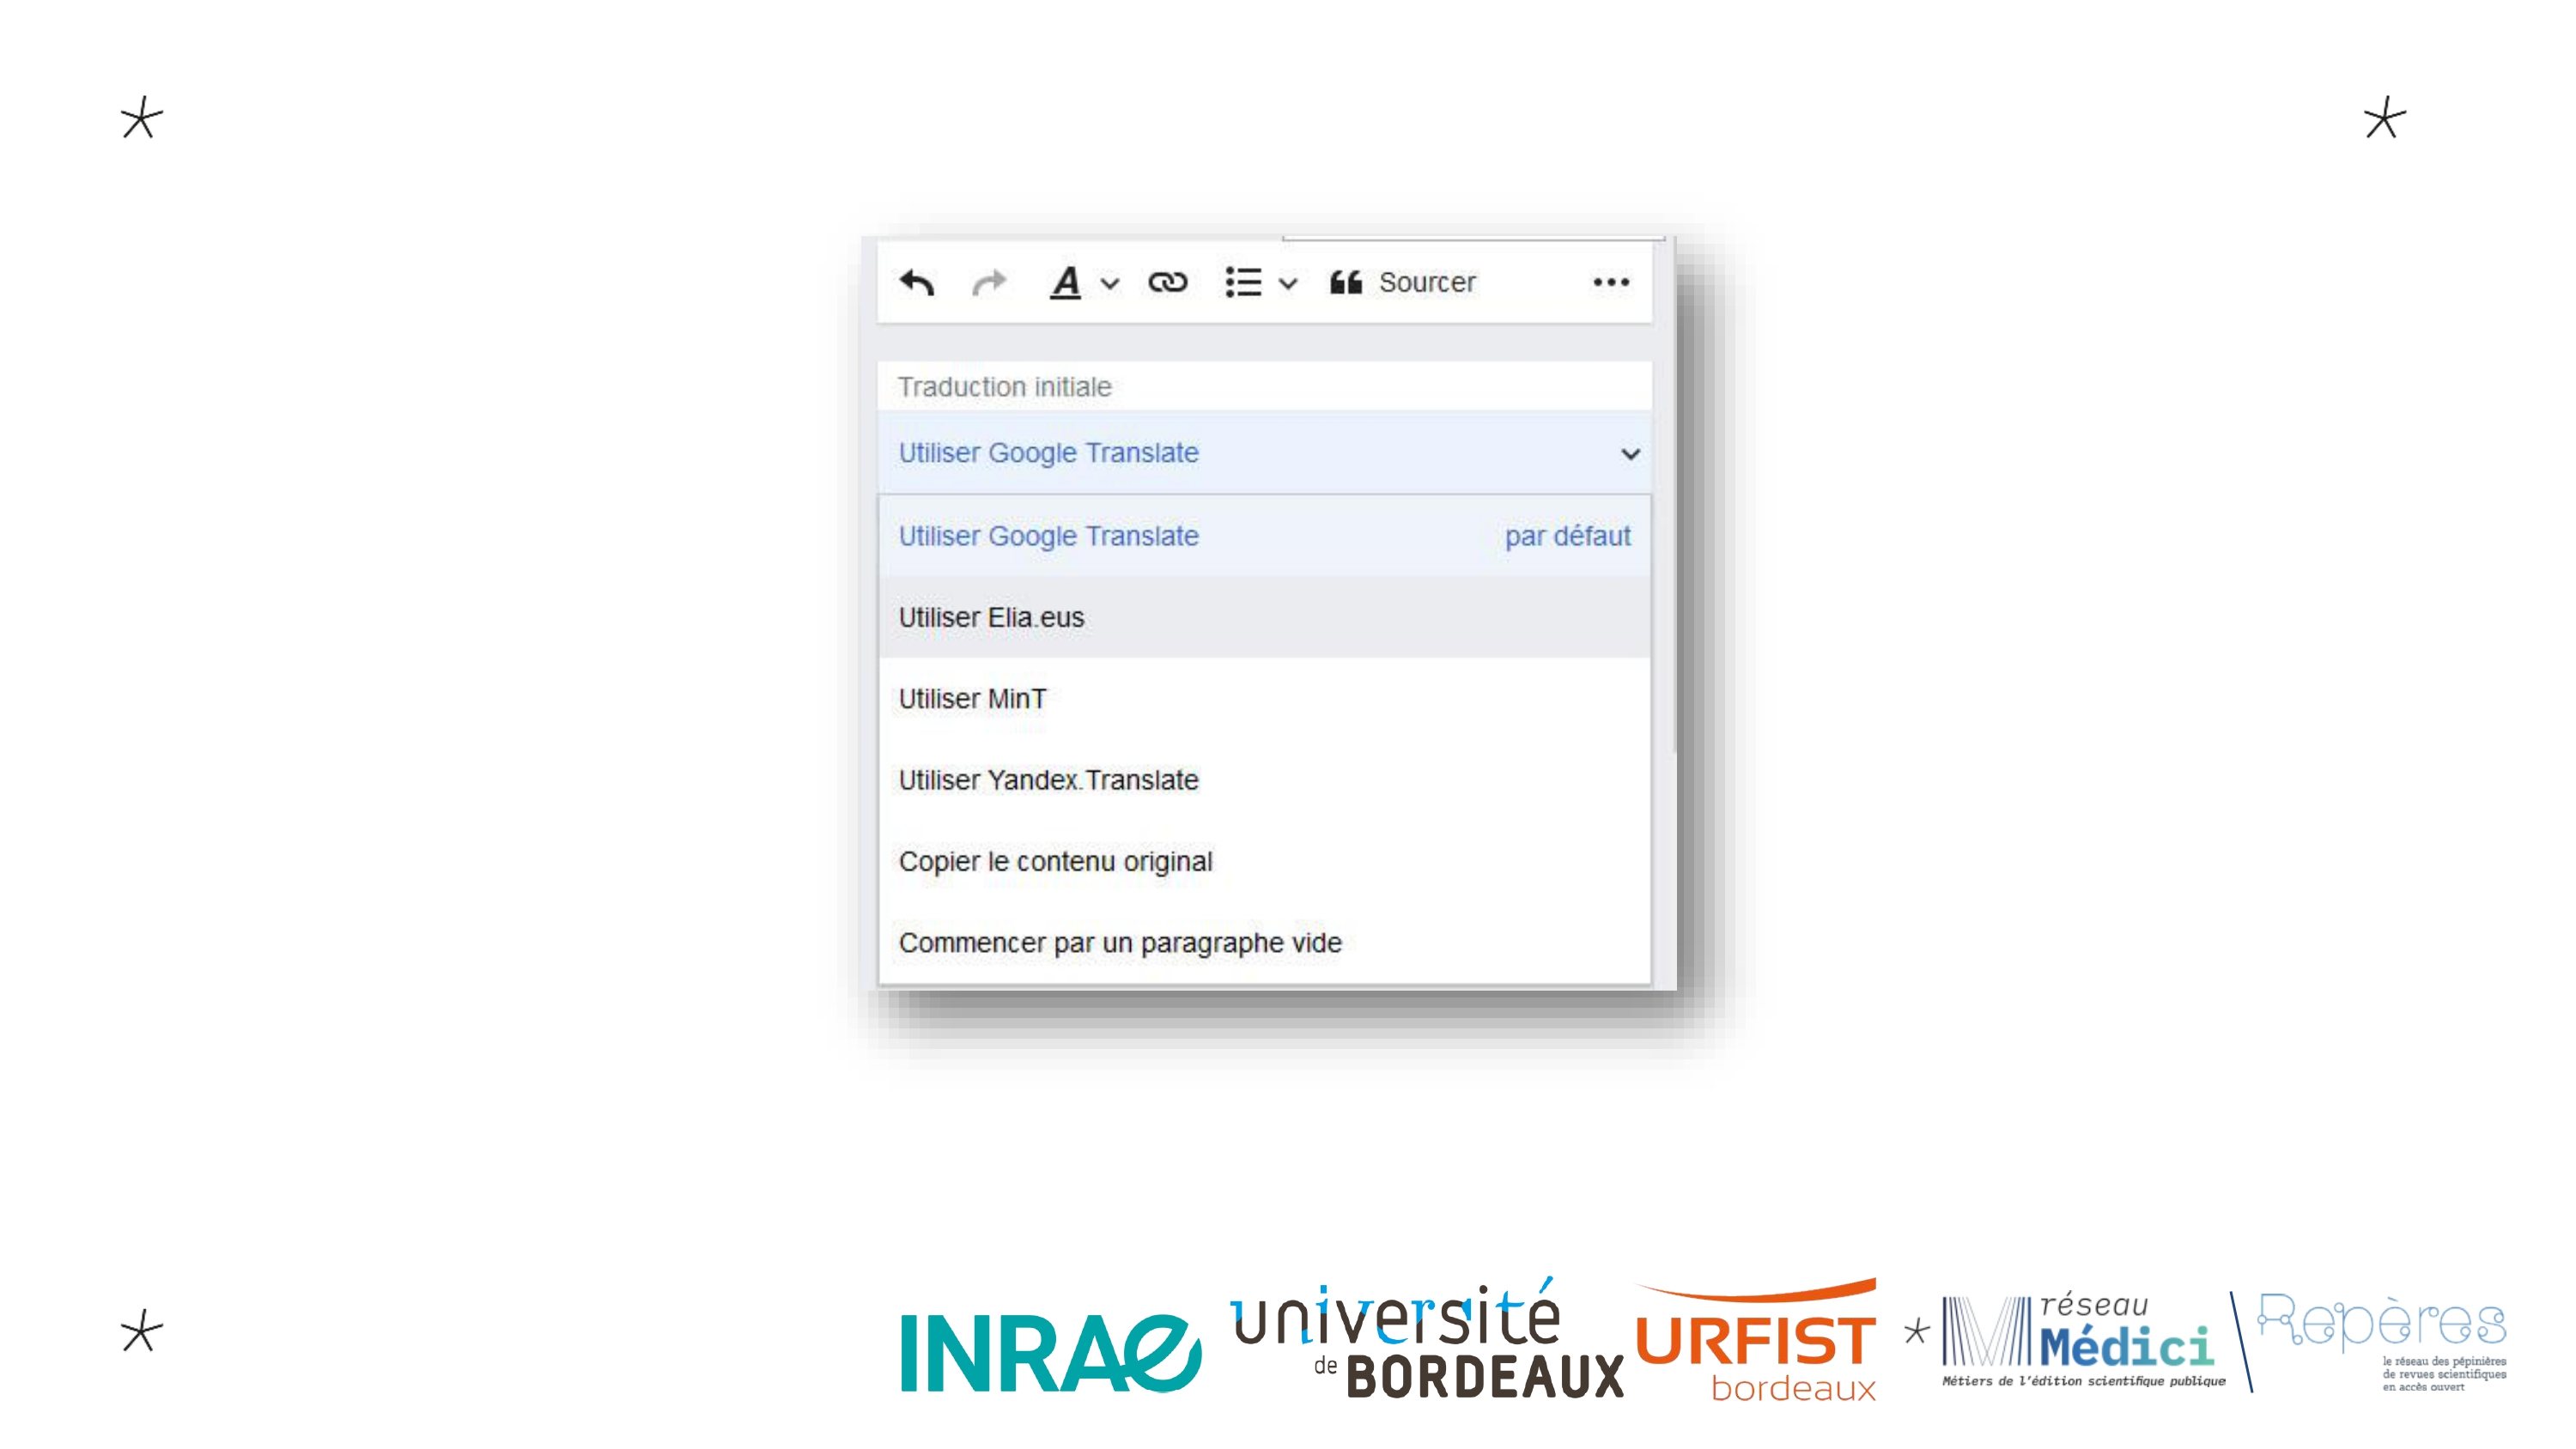 Sourcer
Traduction initiale
Utiliser Google Translate
Utiliser Google Translate par défaut
Utiliser Elia.eus
Utiliser MinT
Utiliser Yandex.Translate
Copier le contenu original
Commencer par un paragraphe vide
INRAE
université
de BORDEAUX
URFIST
bordeaux
réseau
Médici
Métiers de l'édition scientifique publique
Repères
le réseau des pépinières
de revues scientifiques
en accès ouvert